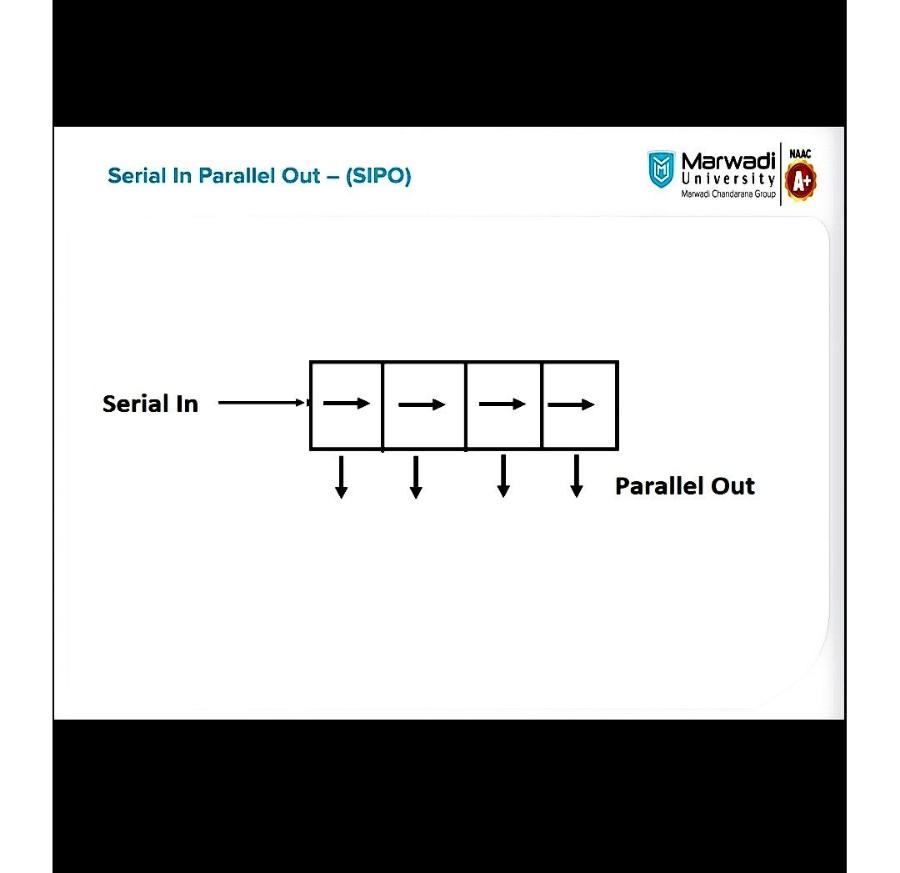 Serial In Parallel Out – (SIPO)
Marwadi
University
Marwadi Chandarana Group
NAAC
A+
Serial In
Parallel Out